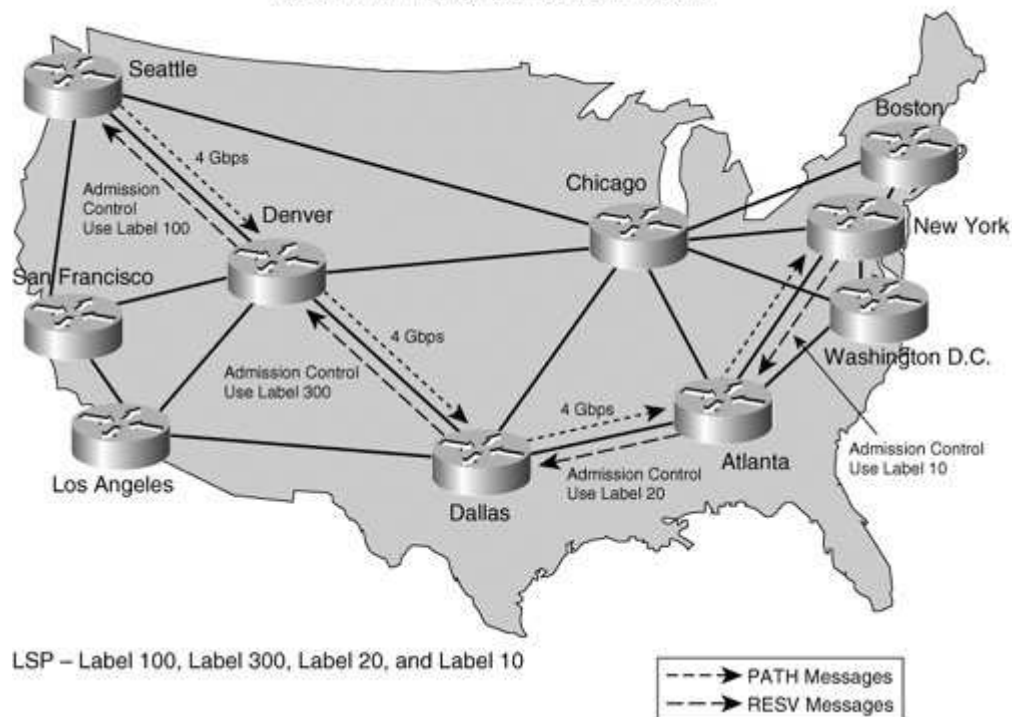 Seattle
Boston
4 Gbps
Chicago
Admission
Control
Use Label 100
Denver
New York
San Francisco
4 Gbps
Washington D.C.
Admission Control
Use Label 300
4 Gbps
Admission Control
Use Label 10
Atlanta
Los Angeles
Admission Control
Use Label 20
Dallas
LSP – Label 100, Label 300, Label 20, and Label 10
PATH Messages
RESV Messages